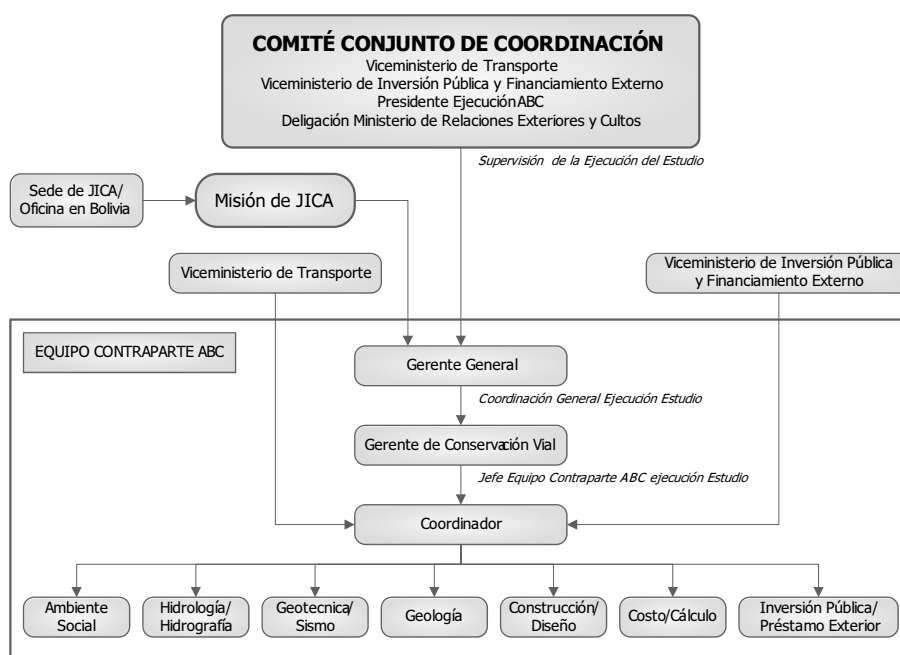 COMITÉ CONJUNTO DE COORDINACIÓN
Viceministerio de Transporte
Viceministerio de Inversión Pública y Financiamiento Externo
Presidente Ejecución ABC
Deligación Ministerio de Relaciones Exteriores y Cultos
Supervisión de la Ejecución del Estudio
Sede de JICA/
Oficina en Bolivia
Misión de JICA
Viceministerio de Transporte
Viceministerio de Inversión Pública
y Financiamiento Externo
EQUIPO CONTRAPARTE ABC
Gerente General
Coordinación General Ejecución Estudio
Gerente de Conservación Vial
Jefe Equipo Contraparte ABC ejecución Estudio
Coordinador
Ambiente
Social
Hidrología/
Hidrografía
Geotecnica/
Sismo
Geología
Construcción/
Diseño
Costo/Cálculo
Inversión Pública/
Préstamo Exterior